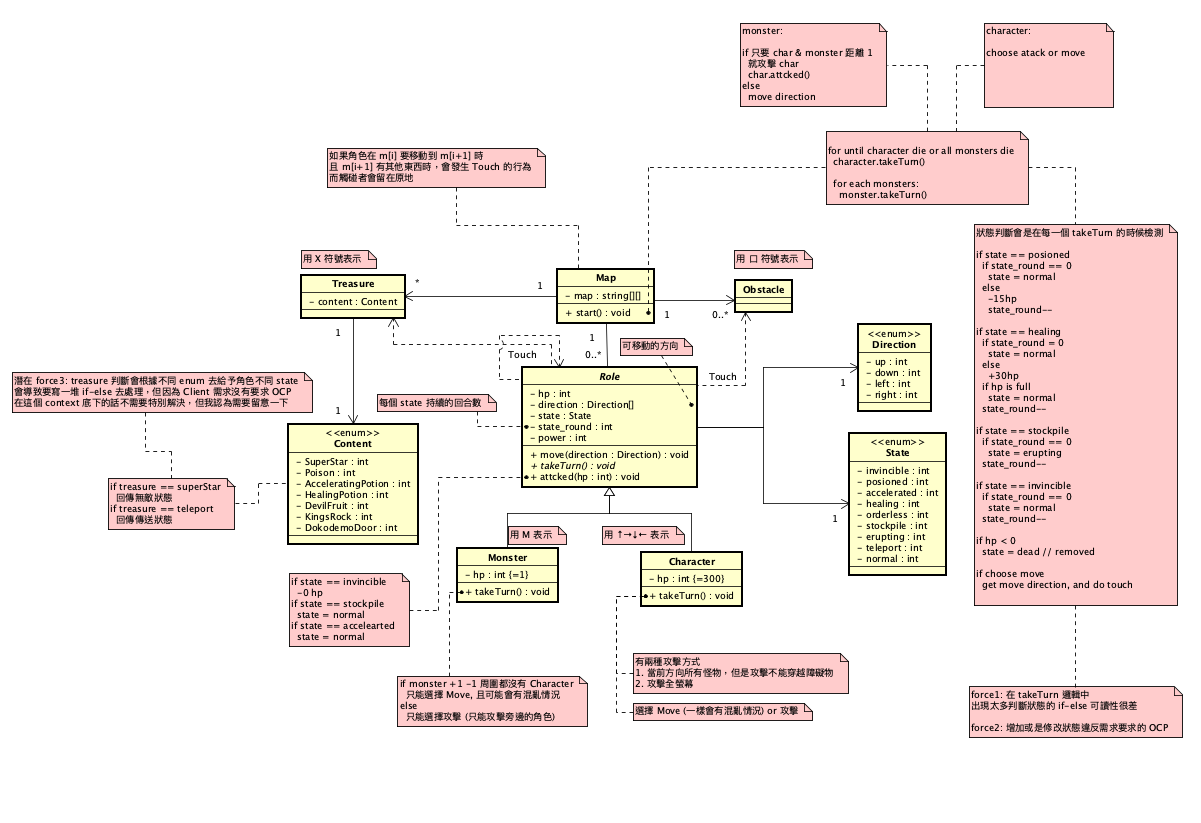 monster:
if 只要 char & monster 距離 1
就攻擊 char
char.attcked()
else
move direction
character:
choose atack or move
for until character die or all monsters die
character.takeTurn()
for each monsters:
monster.takeTurn()
如果角色在 m[i] 要移動到 m[i+1] 時
且 m[i+1] 有其他東西時，會發生 Touch 的行為
而觸碰者會留在原地
狀態判斷會是在每一個 takeTurn 的時候檢測
if state == posioned
if state_round == 0
state = normal
else
-15hp
state_round--
if state == healing
if state_round = 0
state = normal
else
+30hp
if hp is full
state = normal
state_round--
if state == stockpile
if state_round == 0
state = erupting
state_round--
if state == invincible
if state_round == 0
state = normal
state_round--
if hp < 0
state = dead // removed
if choose move
get move direction, and do touch
用 X 符號表示
Treasure
- content : Content
*
1
Map
- map : string[][]
+ start() : void
1
0..*
用 口 符號表示
Obstacle
1
0..*
1
Touch
可移動的方向
Touch
Role
- hp : int
- direction : Direction[]
- state : State
- state_round : int
- power : int
+ move(direction : Direction) : void
+ takeTurn() : void
+ attcked(hp : int) : void
<<enum>>
Direction
- up : int
- down : int
- left : int
- right : int
1
潛在 force3: treasure 判斷會根據不同 enum 去給予角色不同 state
會導致要寫一堆 if-else 去處理，但因為 Client 需求沒有要求 OCP
在這個 context 底下的話不需要特別解決，但我認為需要留意一下
每個 state 持續的回合數
1
<<enum>>
Content
- SuperStar : int
- Poison : int
- AcceleratingPotion : int
- HealingPotion : int
- DevilFruit : int
- KingsRock : int
- DokodemoDoor : int
<<enum>>
State
- invincible : int
- posioned : int
- accelerated : int
- healing : int
- orderless : int
- stockpile : int
- erupting : int
- teleport : int
- normal : int
1
if treasure == superStar
回傳無敵狀態
if treasure == teleport
回傳傳送狀態
用 M 表示
用 ↑→↓← 表示
Monster
- hp : int {=1}
+ takeTurn() : void
Character
- hp : int {=300}
+ takeTurn() : void
if state == invincible
-0 hp
if state == stockpile
state = normal
if state == accelearted
state = normal
有兩種攻擊方式
1. 當前方向所有怪物，但是攻擊不能穿越障礙物
2. 攻擊全螢幕
if monster +1 -1 周圍都沒有 Character
只能選擇 Move, 且可能會有混亂情況
else
只能選擇攻擊 (只能攻擊旁邊的角色)
選擇 Move (一樣會有混亂情況) or 攻擊
force1: 在 takeTurn 邏輯中
出現太多判斷狀態的 if-else 可讀性很差
force2: 增加或是修改狀態違反需求要求的 OCP